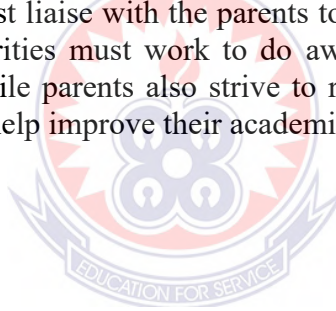 st liaise with the parents to
rities must work to do aw
ile parents also strive to r
elp improve their academi
EDUCATION FOR SERVICE